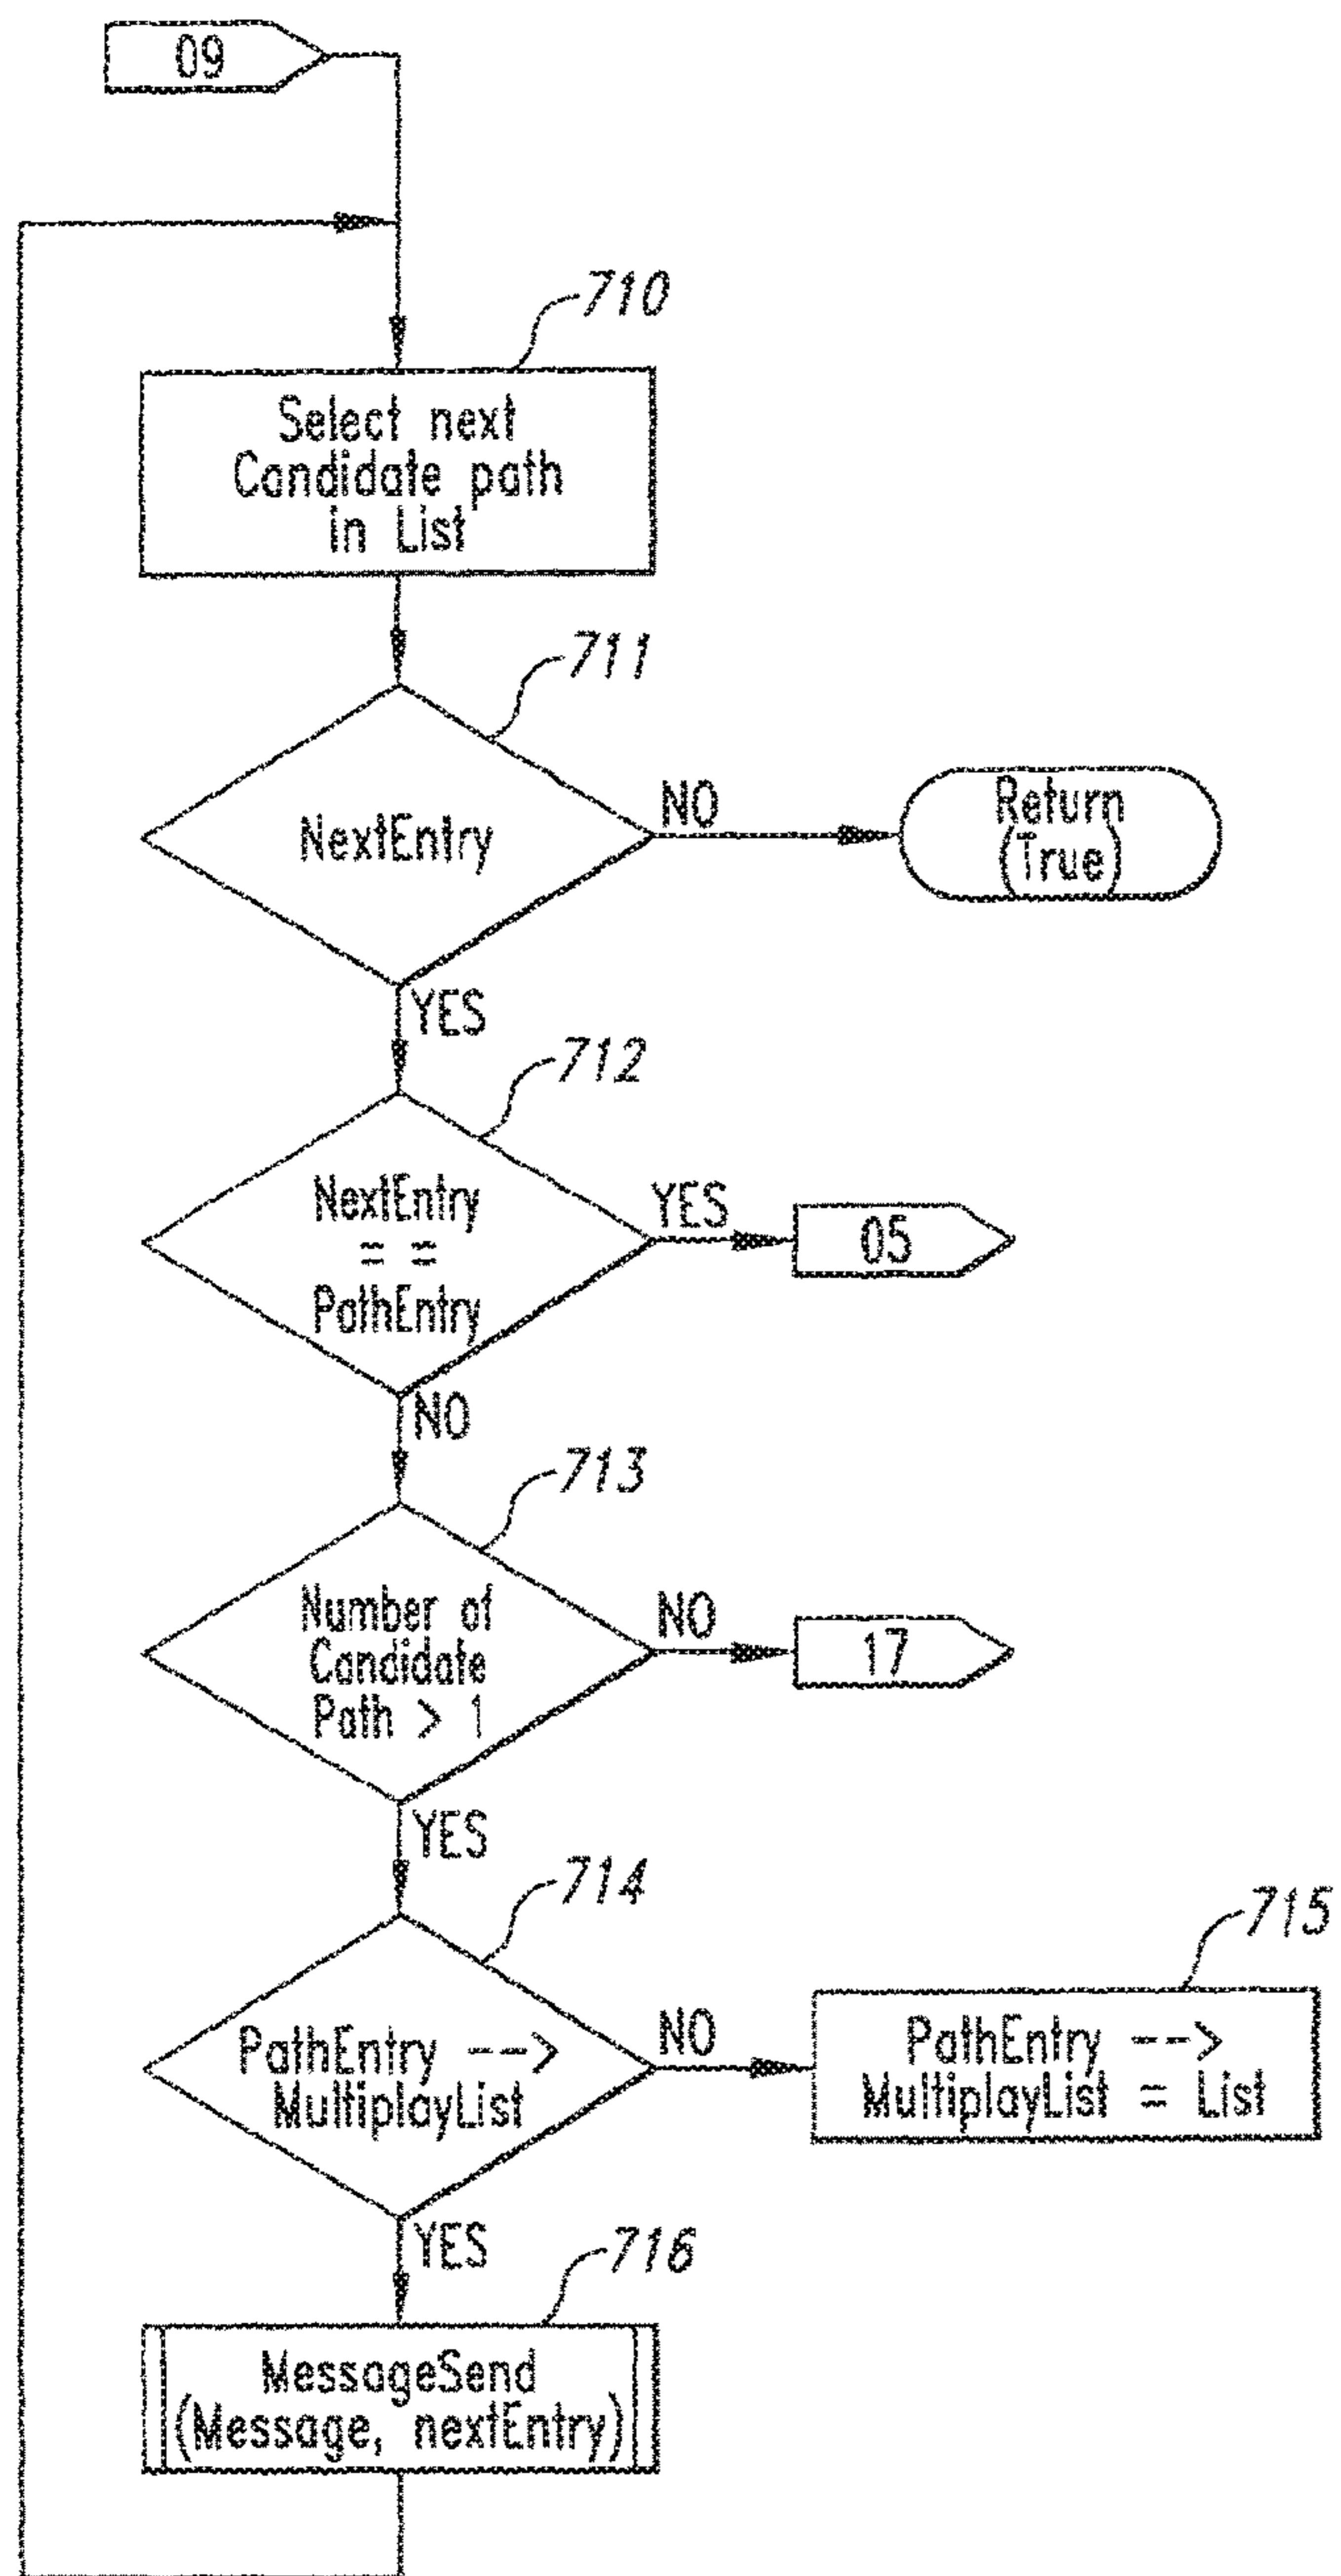 09
710
Select next
Candidate path
in List
711
NextEntry
NO
Return
(True)
YES
712
NextEntry
= =
PathEntry
YES
05
NO
713
Number of
Candidate
Path > 1
NO
17
YES
714
PathEntry -->
MultiplayList
NO
715
PathEntry -->
MultiplayList = List
YES
716
MessageSend
(Message, nextEntry)